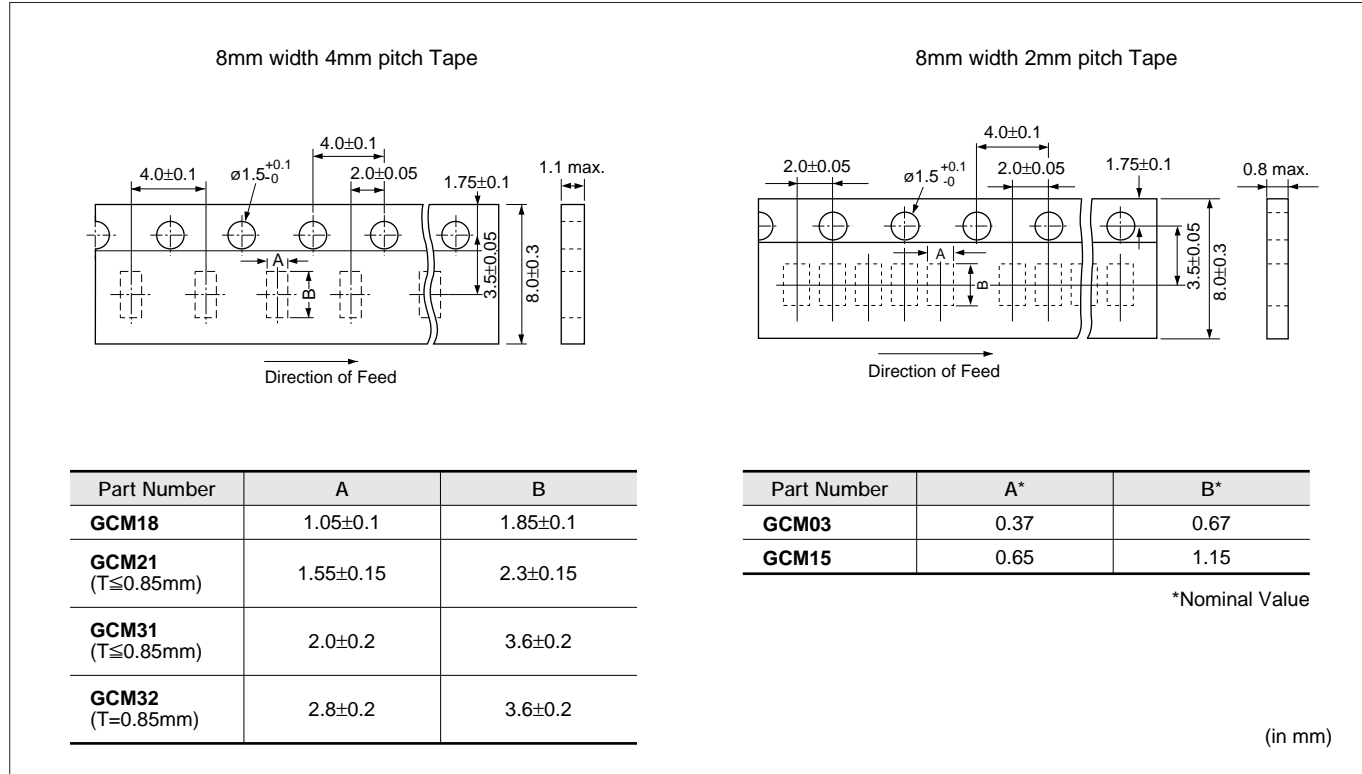 8mm width 4mm pitch Tape
4.0±0.1
ø1.5+0.1-0
4.0±0.1
2.0±0.05
1.75±0.1
1.1 max.
A
B
3.5±0.05
8.0±0.3
Direction of Feed
8mm width 2mm pitch Tape
2.0±0.05
ø1.5+0.1-0
4.0±0.1
2.0±0.05
1.75±0.1
0.8 max.
A
B
3.5±0.05
8.0±0.3
Direction of Feed
Part Number A B
GCM18 1.05±0.1 1.85±0.1
GCM21
(T≦0.85mm) 1.55±0.15 2.3±0.15
GCM31
(T≦0.85mm) 2.0±0.2 3.6±0.2
GCM32
(T=0.85mm) 2.8±0.2 3.6±0.2
Part Number A* B*
GCM03 0.37 0.67
GCM15 0.65 1.15
*Nominal Value
(in mm)